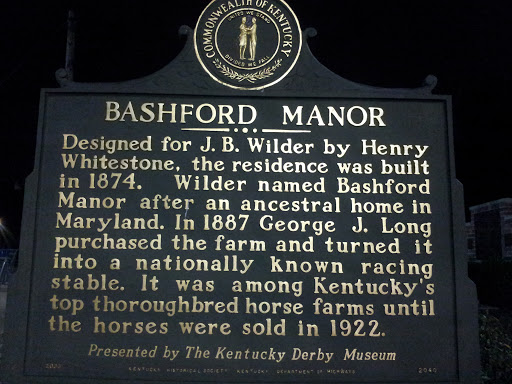 COMMONWEALTH OF KENTUCKY
UNITED WE STAND
DIVIDED WE FALL
BASHFORD MANOR
Designed for J. B. Wilder by Henry
Whitestone, the residence was built
in 1874. Wilder named Bashford
Manor after an ancestral home in
Maryland. In 1887 George J. Long
purchased the farm and turned it
into a nationally known racing
stable. It was among Kentucky's
top thoroughbred horse farms until
the horses were sold in 1922.
Presented by The Kentucky Derby Museum
KENTUCKY HISTORICAL SOCIETY KENTUCKY DEPARTMENT OF HIGHWAYS